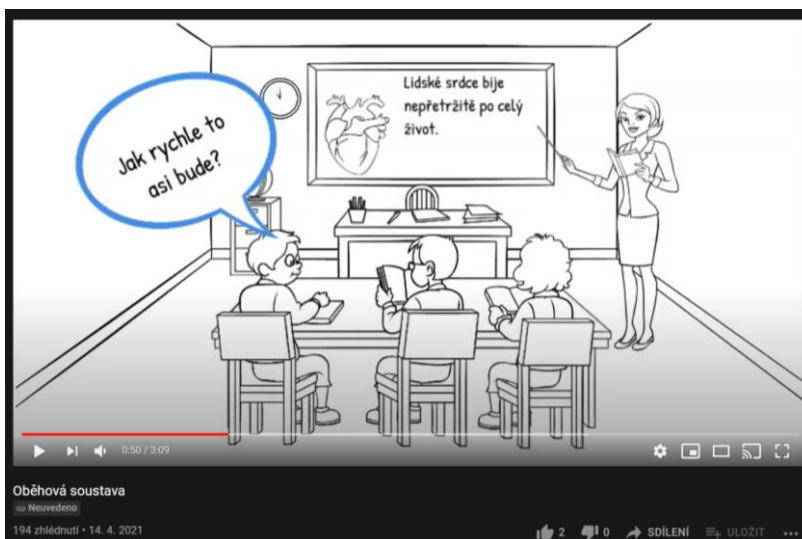 Lidské srdce bije
nepřetržitě po celý
život.
Jak rychle to
asi bude?
0:50 / 3:09
Oběhová soustava
Neuvedeno
194 zhlédnutí • 14. 4. 2021
2
0
SDÍLENÍ
ULOŽIT